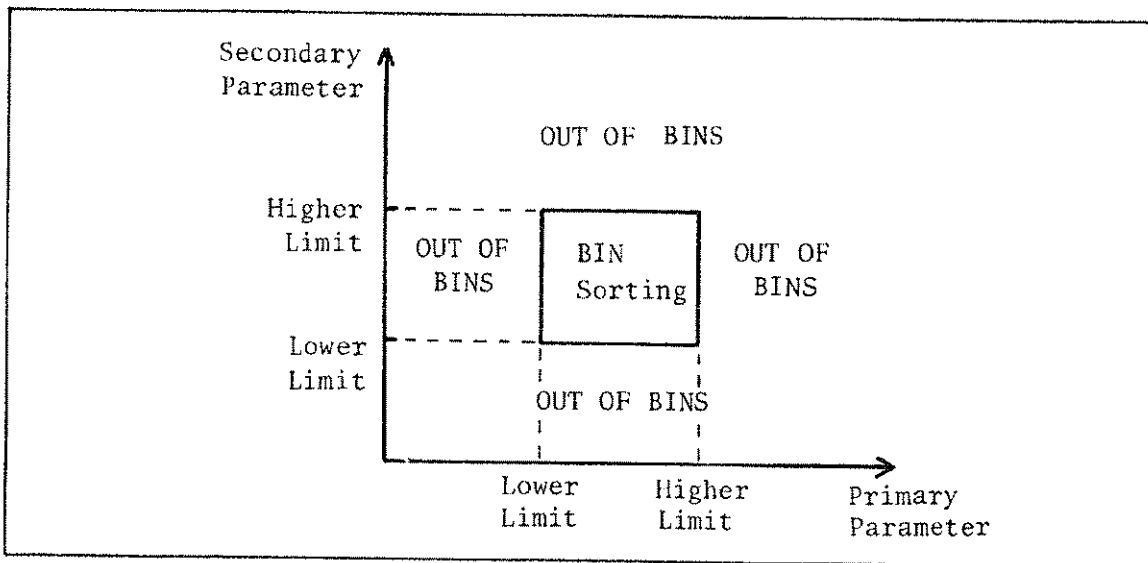 Secondary
Parameter
OUT OF BINS
Higher
Limit
OUT OF
BINS
BIN
Sorting
OUT OF
BINS
Lower
Limit
OUT OF BINS
Lower
Limit
Higher
Limit
Primary
Parameter